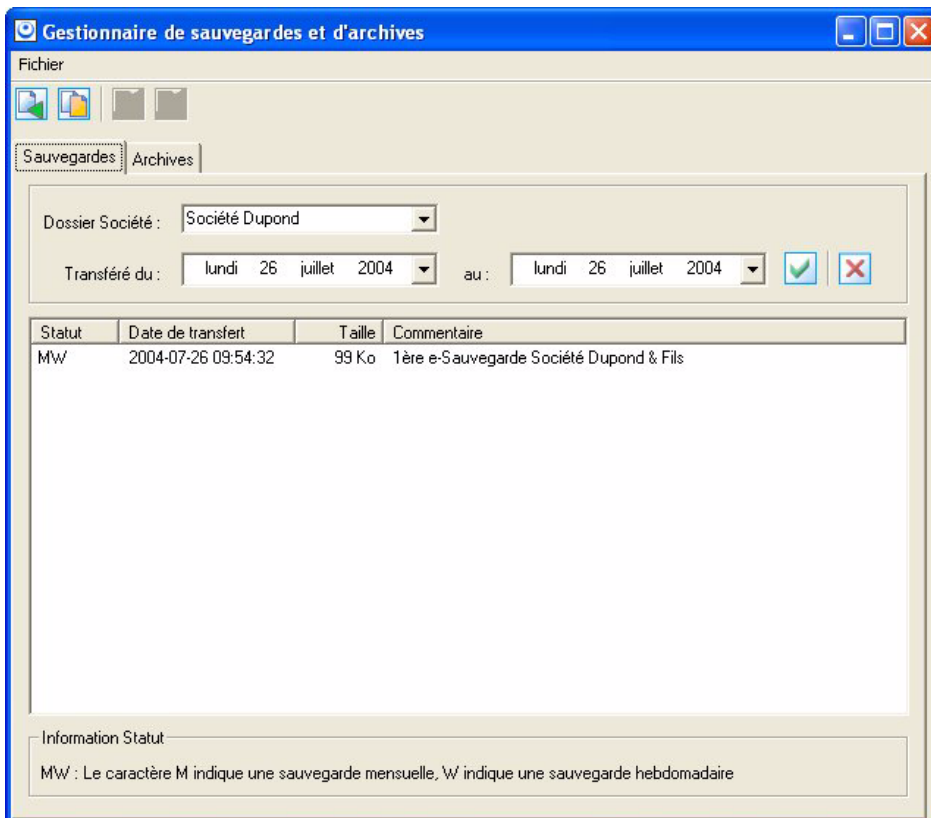 Gestionnaire de sauvegardes et d'archives
Fichier
Sauvegardes Archives
Dossier Société : Société Dupond
Transféré du : lundi 26 juillet 2004 au : lundi 26 juillet 2004
Statut Date de transfert Taille Commentaire
MW 2004-07-26 09:54:32 99 Ko 1ère e-Sauvegarde Société Dupond & Fils
Information Statut
MW : Le caractère M indique une sauvegarde mensuelle, W indique une sauvegarde hebdomadaire